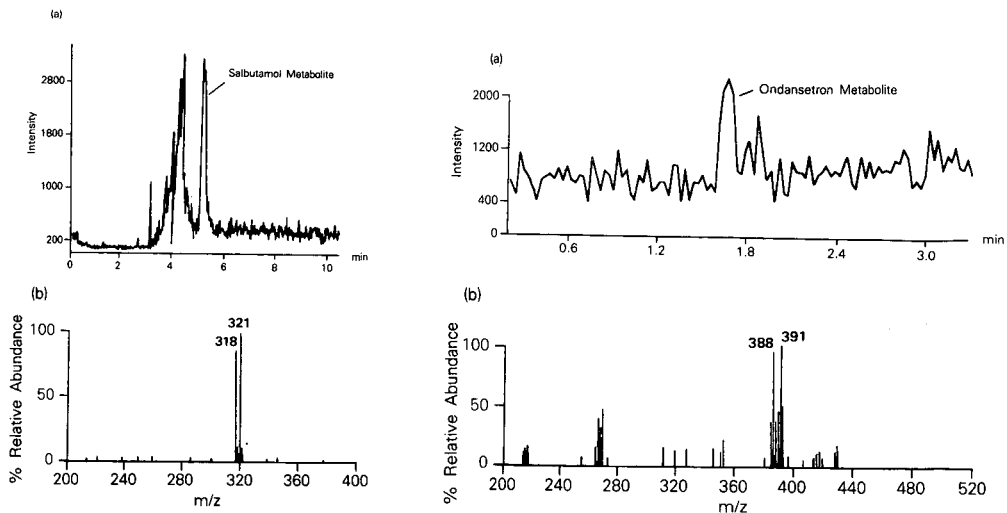 (a)
2800
1800
1000
200
Intensity
Salbutamol Metabolite
0 2 4 6 8 10 min
(a)
2000
1200
400
0
Intensity
Ondansetron Metabolite
0.6 1.2 1.8 2.4 3.0 min
(b)
100
50
0
% Relative Abundance
321
318
200 240 280 320 360 400
m/z
(b)
100
50
0
% Relative Abundance
388 391
200 240 280 320 360 400 440 480 520
m/z